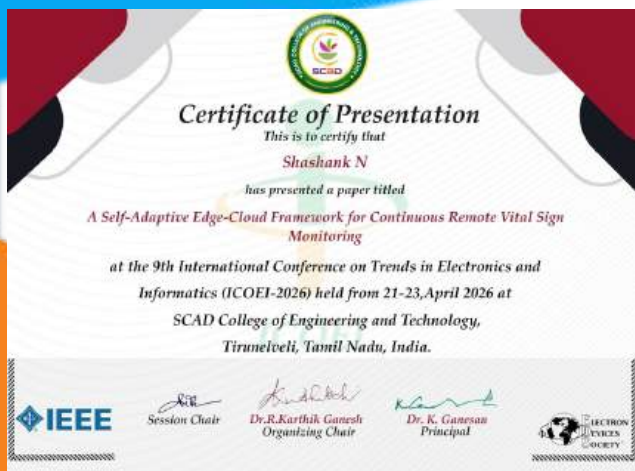 SCAD
Certificate of Presentation
This is to certify that
Shashank N
has presented a paper titled
A Self-Adaptive Edge-Cloud Framework for Continuous Remote Vital Sign
Monitoring
at the 9th International Conference on Trends in Electronics and
Informatics (ICOEI-2026) held from 21-23,April 2026 at
SCAD College of Engineering and Technology,
Tirunelveli, Tamil Nadu, India.
IEEE
Session Chair
Dr.R.Karthik Ganesh
Organizing Chair
Dr. K. Ganesan
Principal
ELECTRON
DEVICES
SOCIETY